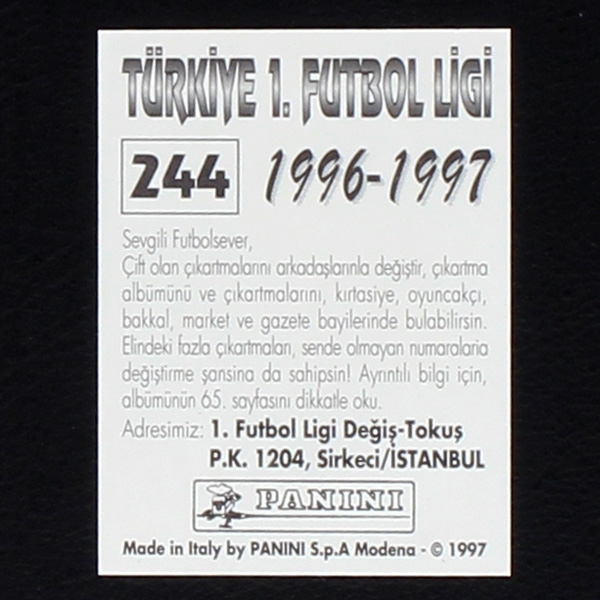 TÜRKİYE 1. FUTBOL LİGİ
244 1996-1997
Sevgili Futbolsever,
Çift olan çıkartmalarını arkadaşlarınla değiştir, çıkartma
albümünü ve çıkartmalarını, kırtasiye, oyuncakçı,
bakkal, market ve gazete bayilerinde bulabilirsin.
Elindeki fazla çıkartmaları, sende olmayan numaralarla
değiştirme şansına da sahipsin! Ayrıntılı bilgi için,
albümünün 65. sayfasını dikkatle oku.
Adresimiz: 1. Futbol Ligi Değiş-Tokuş
P.K. 1204, Sirkeci/İSTANBUL
PANINI
Made in Italy by PANINI S.p.A Modena - © 1997